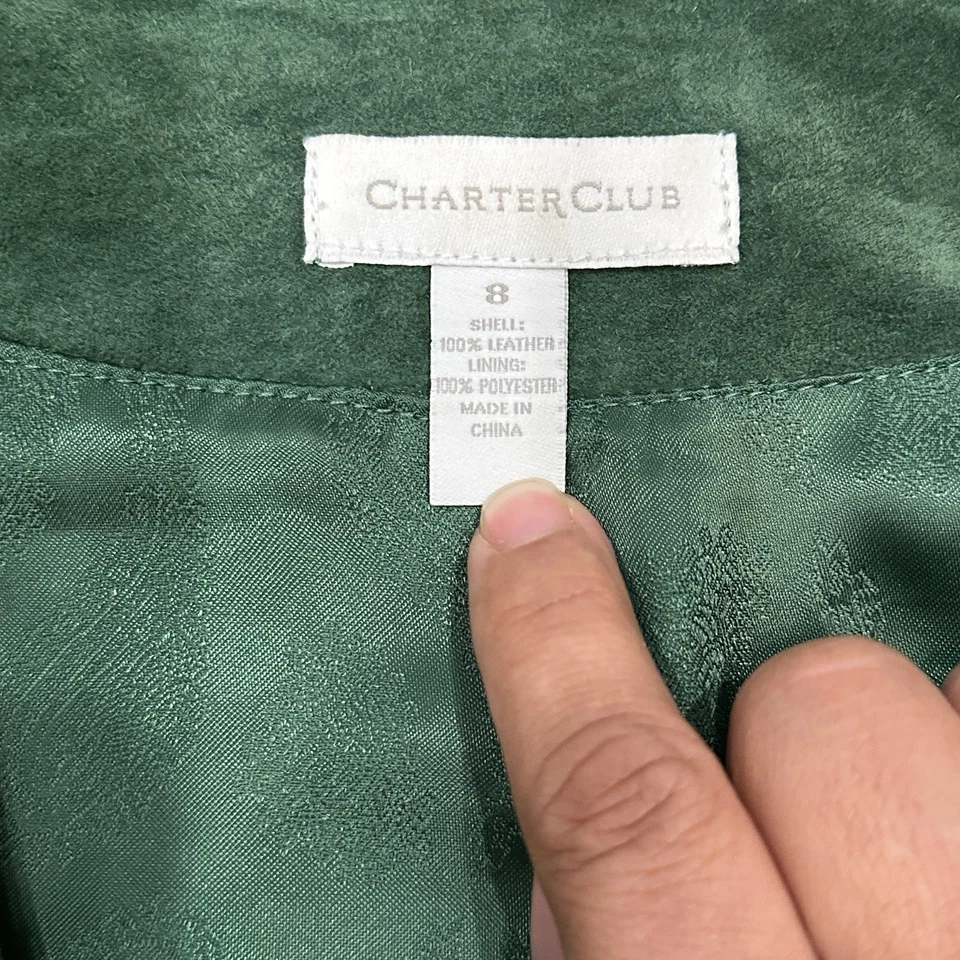 CHARTER CLUB
8
SHELL:
100% LEATHER
LINING:
100% POLYESTER
MADE IN
CHINA